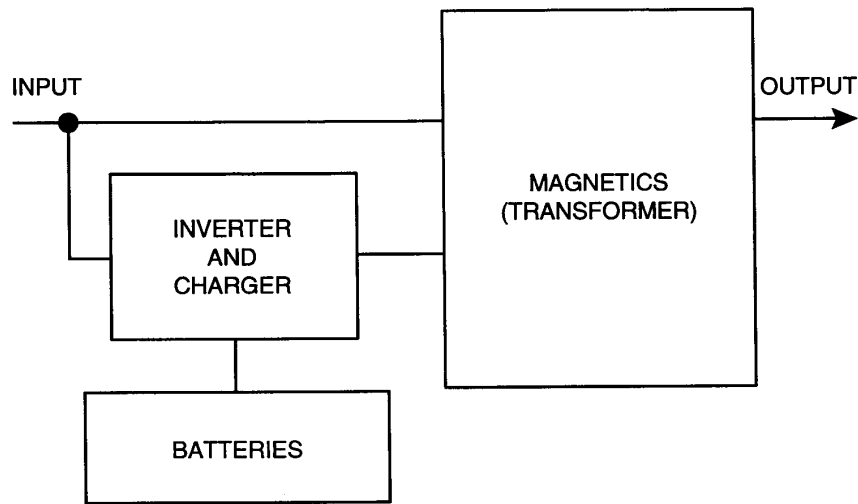 INPUT
OUTPUT
MAGNETICS
(TRANSFORMER)
INVERTER
AND
CHARGER
BATTERIES